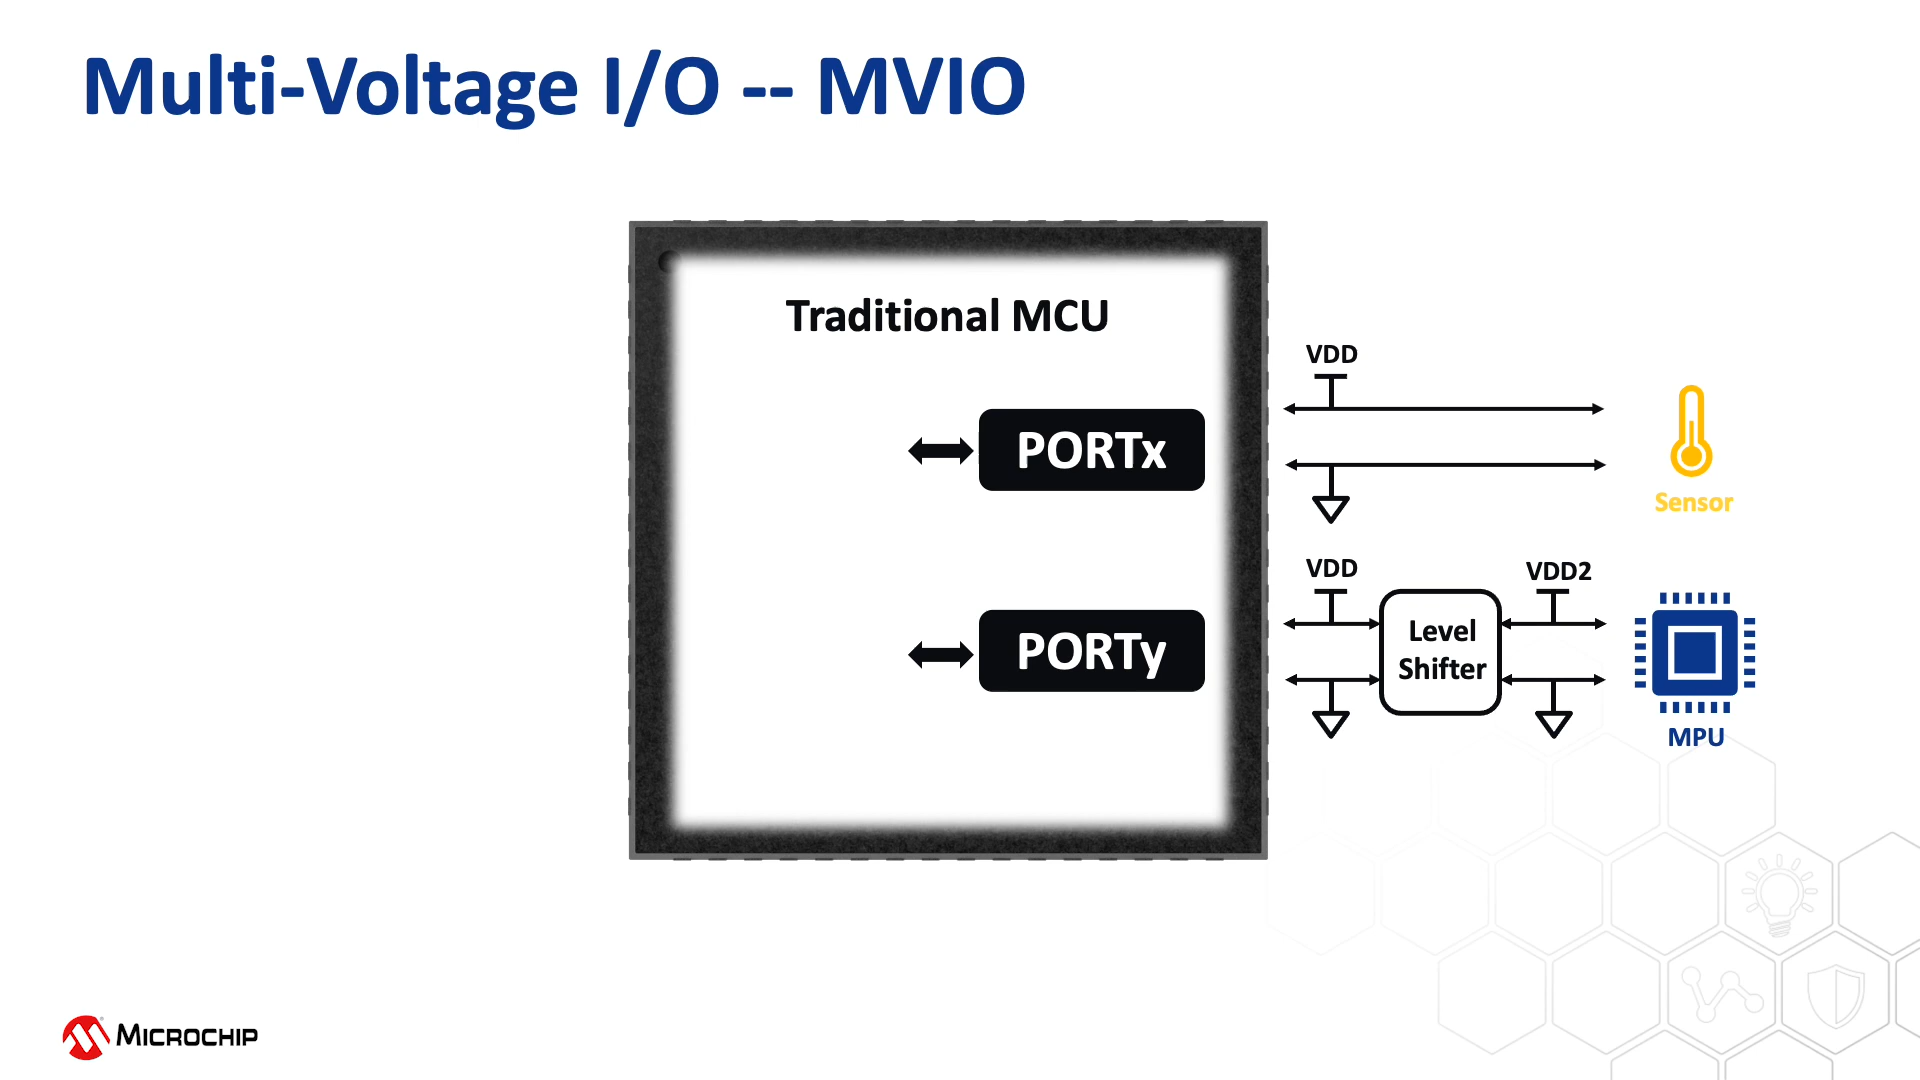 Multi-Voltage I/O -- MVIO
Traditional MCU
PORTx
VDD
Sensor
PORTy
VDD
Level
Shifter
VDD2
MPU
MICROCHIP